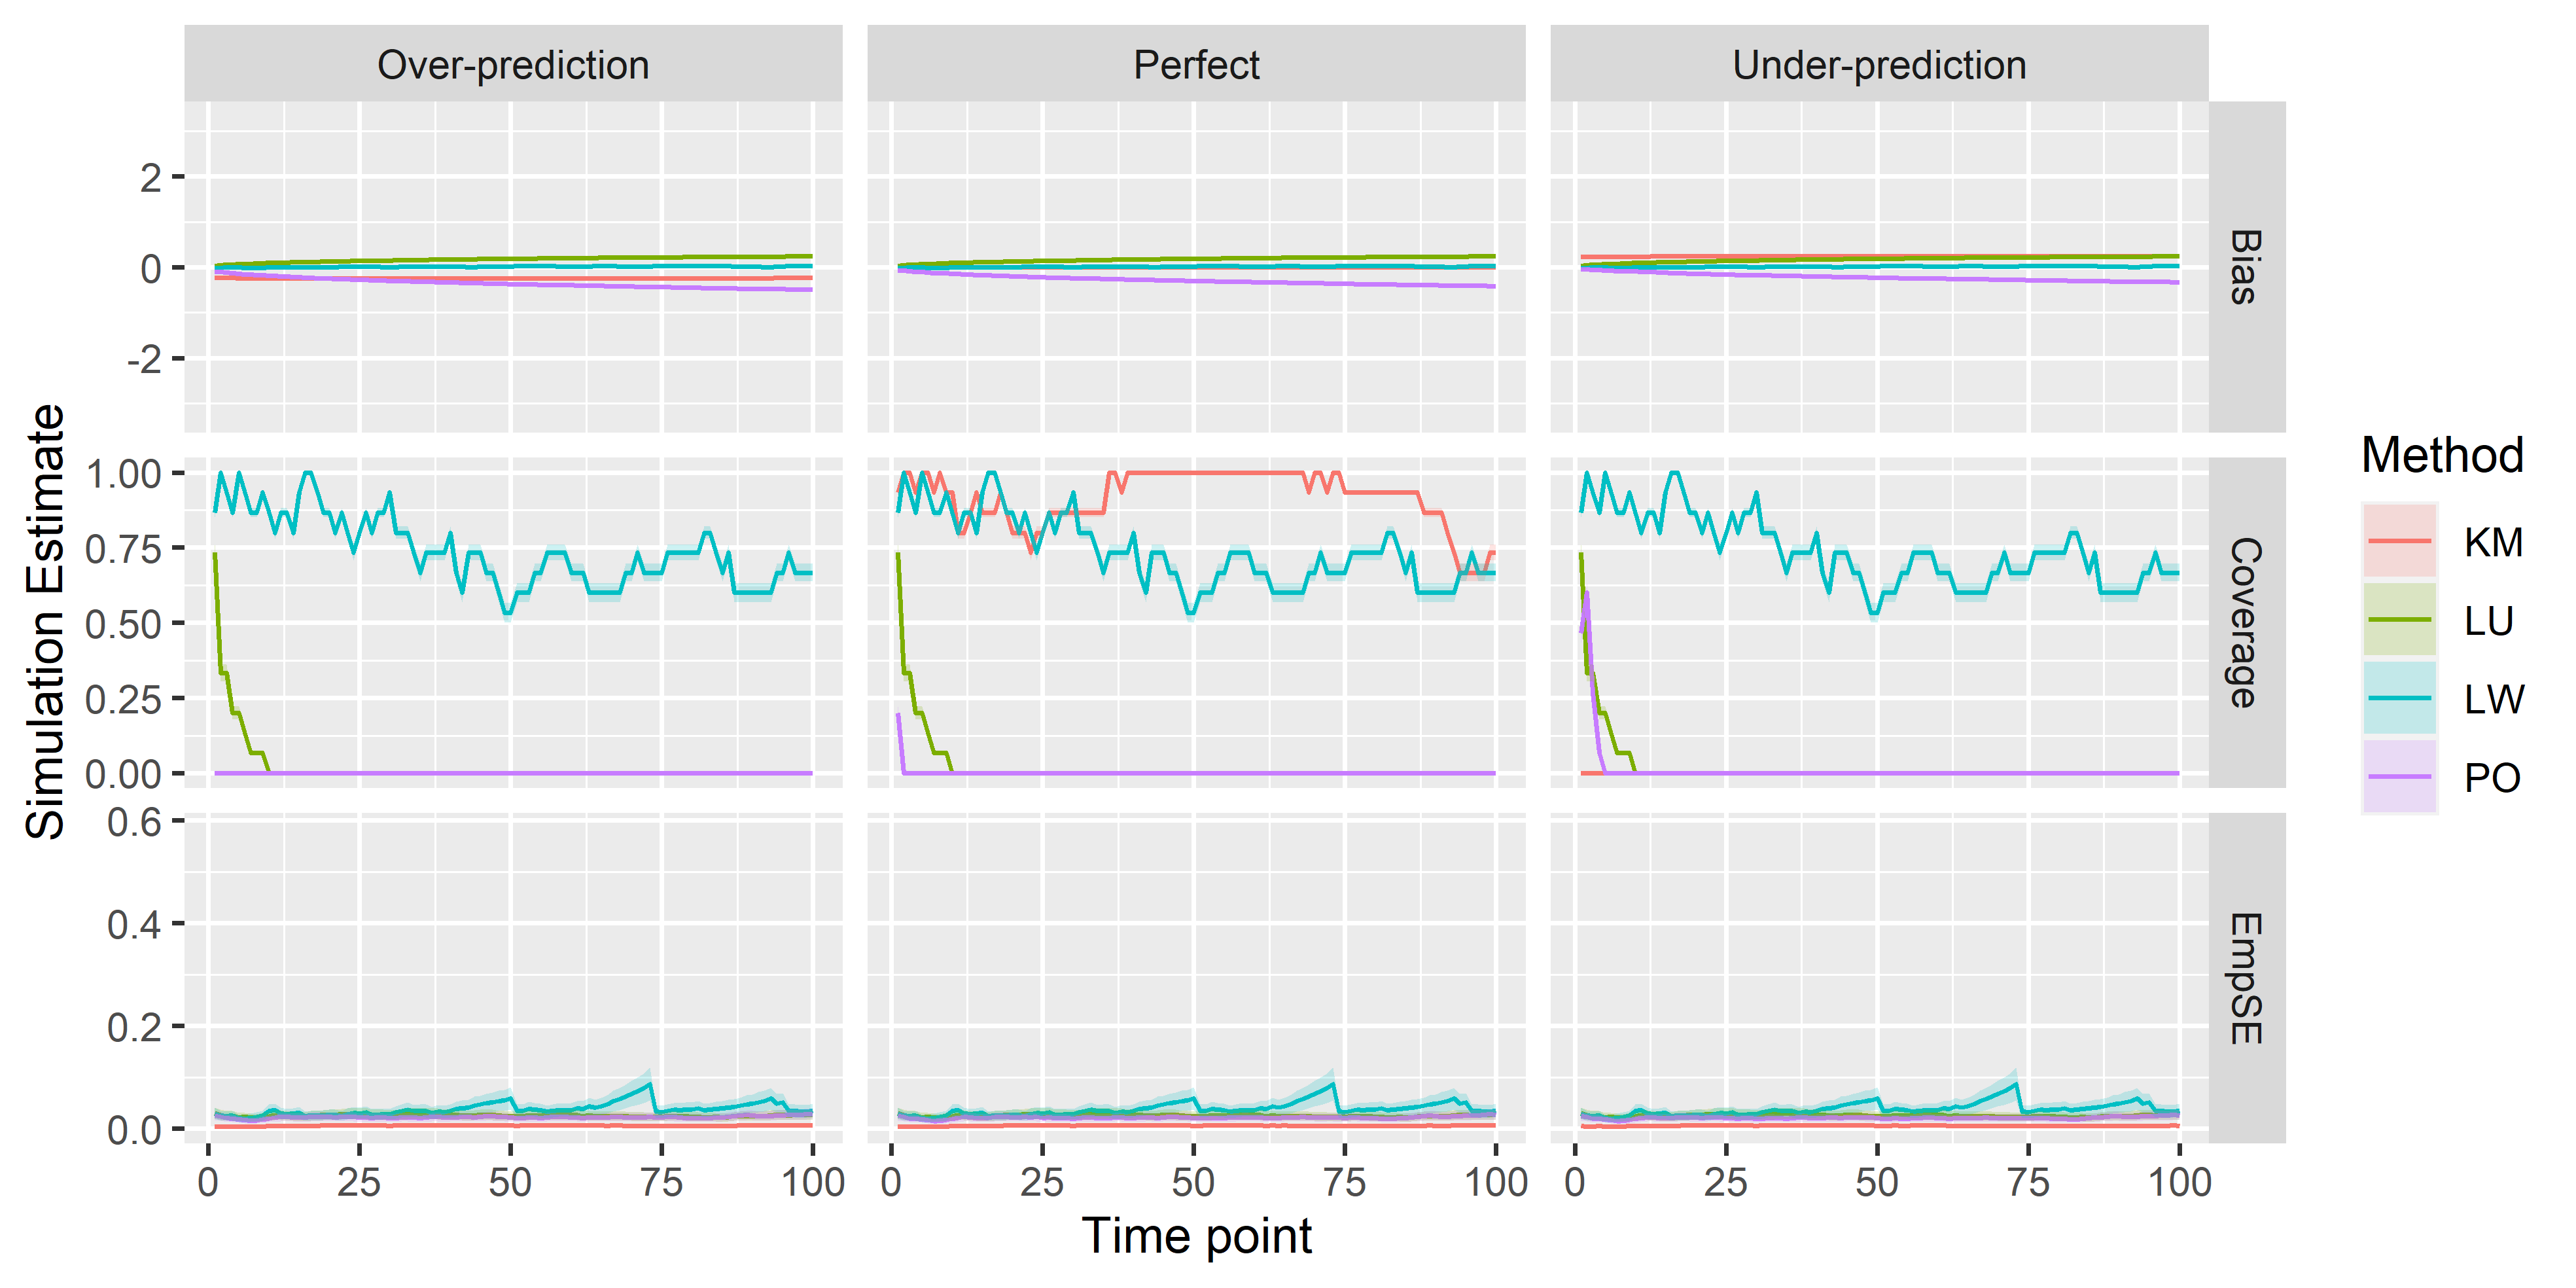 Over-prediction
Perfect
Under-prediction
2
0
-2
Bias
1.00
0.75
0.50
0.25
0.00
Coverage
0.6
0.4
0.2
0.0
EmpSE
0 25 50 75 100
0 25 50 75 100
0 25 50 75 100
Time point
Simulation Estimate
Method
KM
LU
LW
PO